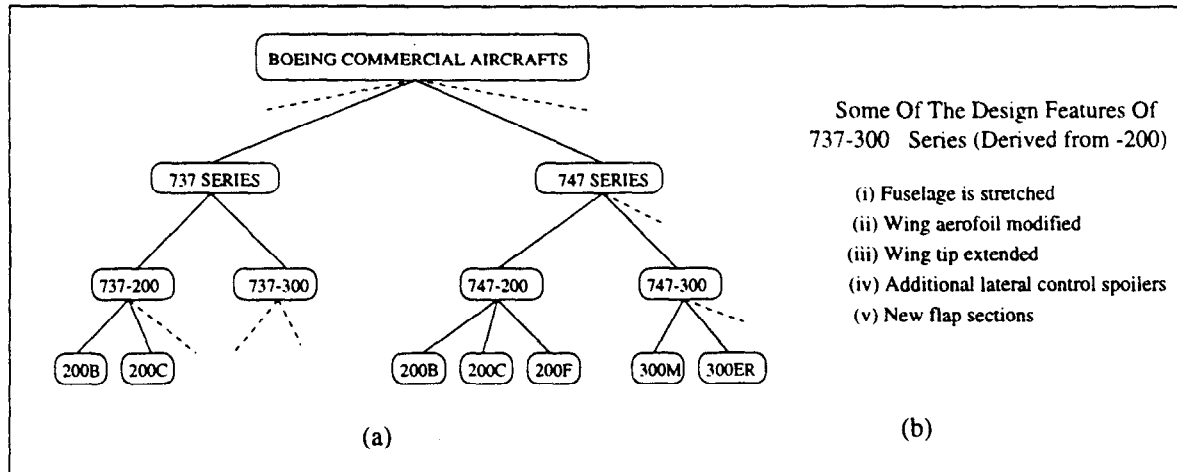 BOEING COMMERCIAL AIRCRAFTS
737 SERIES
747 SERIES
737-200
737-300
747-200
747-300
200B
200C
200B
200C
200F
300M
300ER
(a)
Some Of The Design Features Of
737-300 Series (Derived from -200)
(i) Fuselage is stretched
(ii) Wing aerofoil modified
(iii) Wing tip extended
(iv) Additional lateral control spoilers
(v) New flap sections
(b)